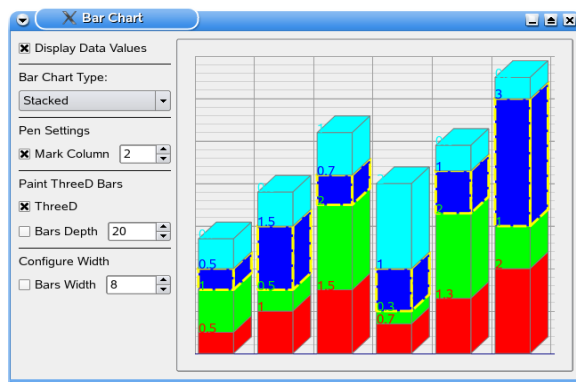 Bar Chart
Display Data Values
Bar Chart Type:
Stacked
Pen Settings
Mark Column 2
Paint ThreeD Bars
ThreeD
Bars Depth 20
Configure Width
Bars Width 8
0.5
1
0.5
1.5
0.5
1
0.7
2
1.5
1
0.3
0.7
1
2
1.3
3
1
2